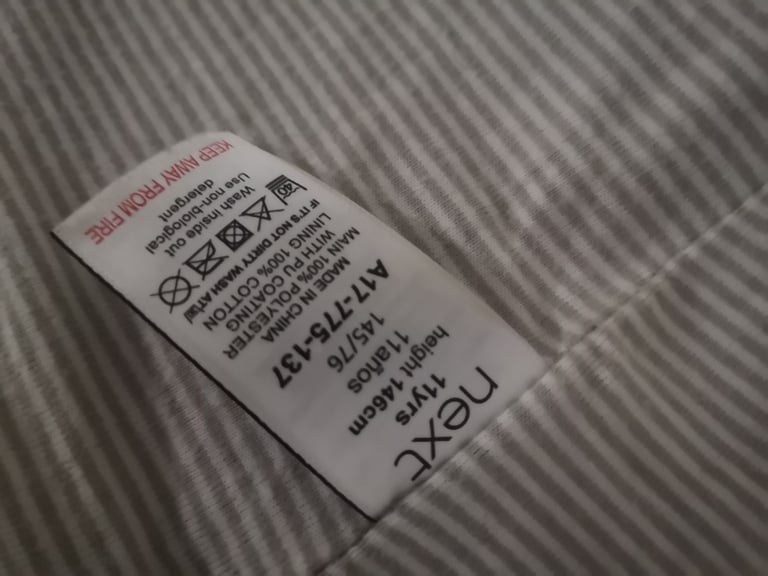 next
11yrs
height 146cm
11años
145/76
A17-775-137
MADE IN CHINA
MAIN 100% POLYESTER
WITH PU COATING
LINING 100% COTTON
IF IT'S NOT DIRTY WASH AT
40
Wash inside out
Use non-biological
detergent
KEEP AWAY FROM FIRE